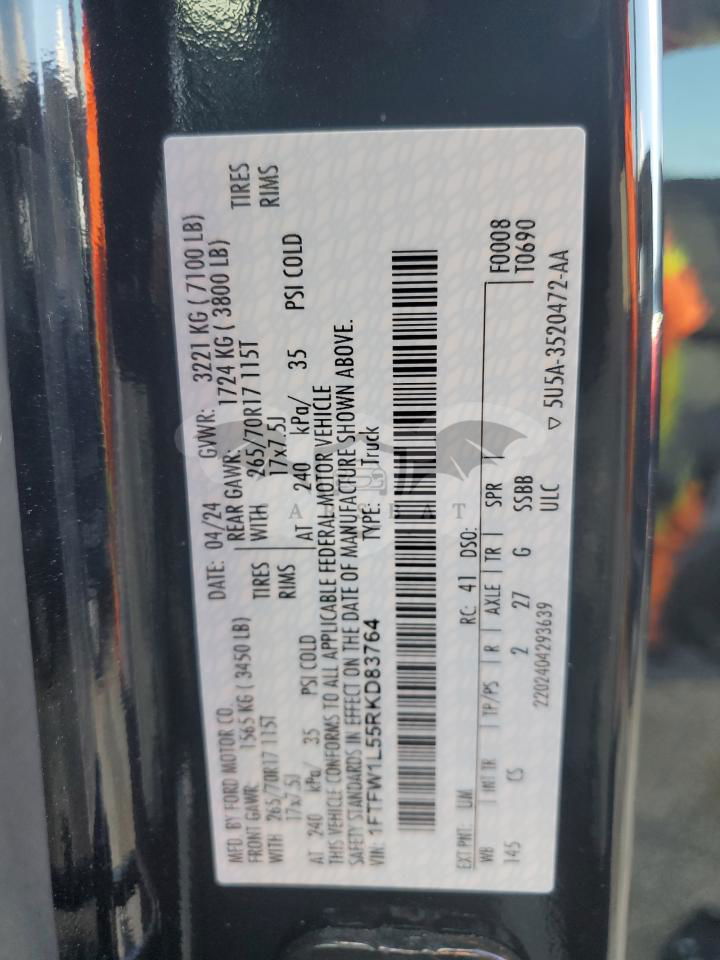 MFD. BY FORD MOTOR CO.
DATE: 04/24 GVWR: 3221 KG ( 7100 LB)
FRONT GAWR: 1565 KG ( 3450 LB)
REAR GAWR: 1724 KG ( 3800 LB)
WITH 265/70R17 115T TIRES
17x7.5J RIMS
WITH 265/70R17 115T TIRES
17x7.5J RIMS
AT 240 kPa/ 35 PSI COLD
AT 240 kPa/ 35 PSI COLD
THIS VEHICLE CONFORMS TO ALL APPLICABLE FEDERAL MOTOR VEHICLE
SAFETY STANDARDS IN EFFECT ON THE DATE OF MANUFACTURE SHOWN ABOVE.
VIN: 1FTFW1L55RKD83764 TYPE: Truck
EXT PNT: UM RC: 41 DSO:
WB INT TR TP/PS R AXLE TR SPR
F0008
T0690
145 CS 2 27 G SSBB
2202404293639 ULC
▽ 5U5A-3520472-AA